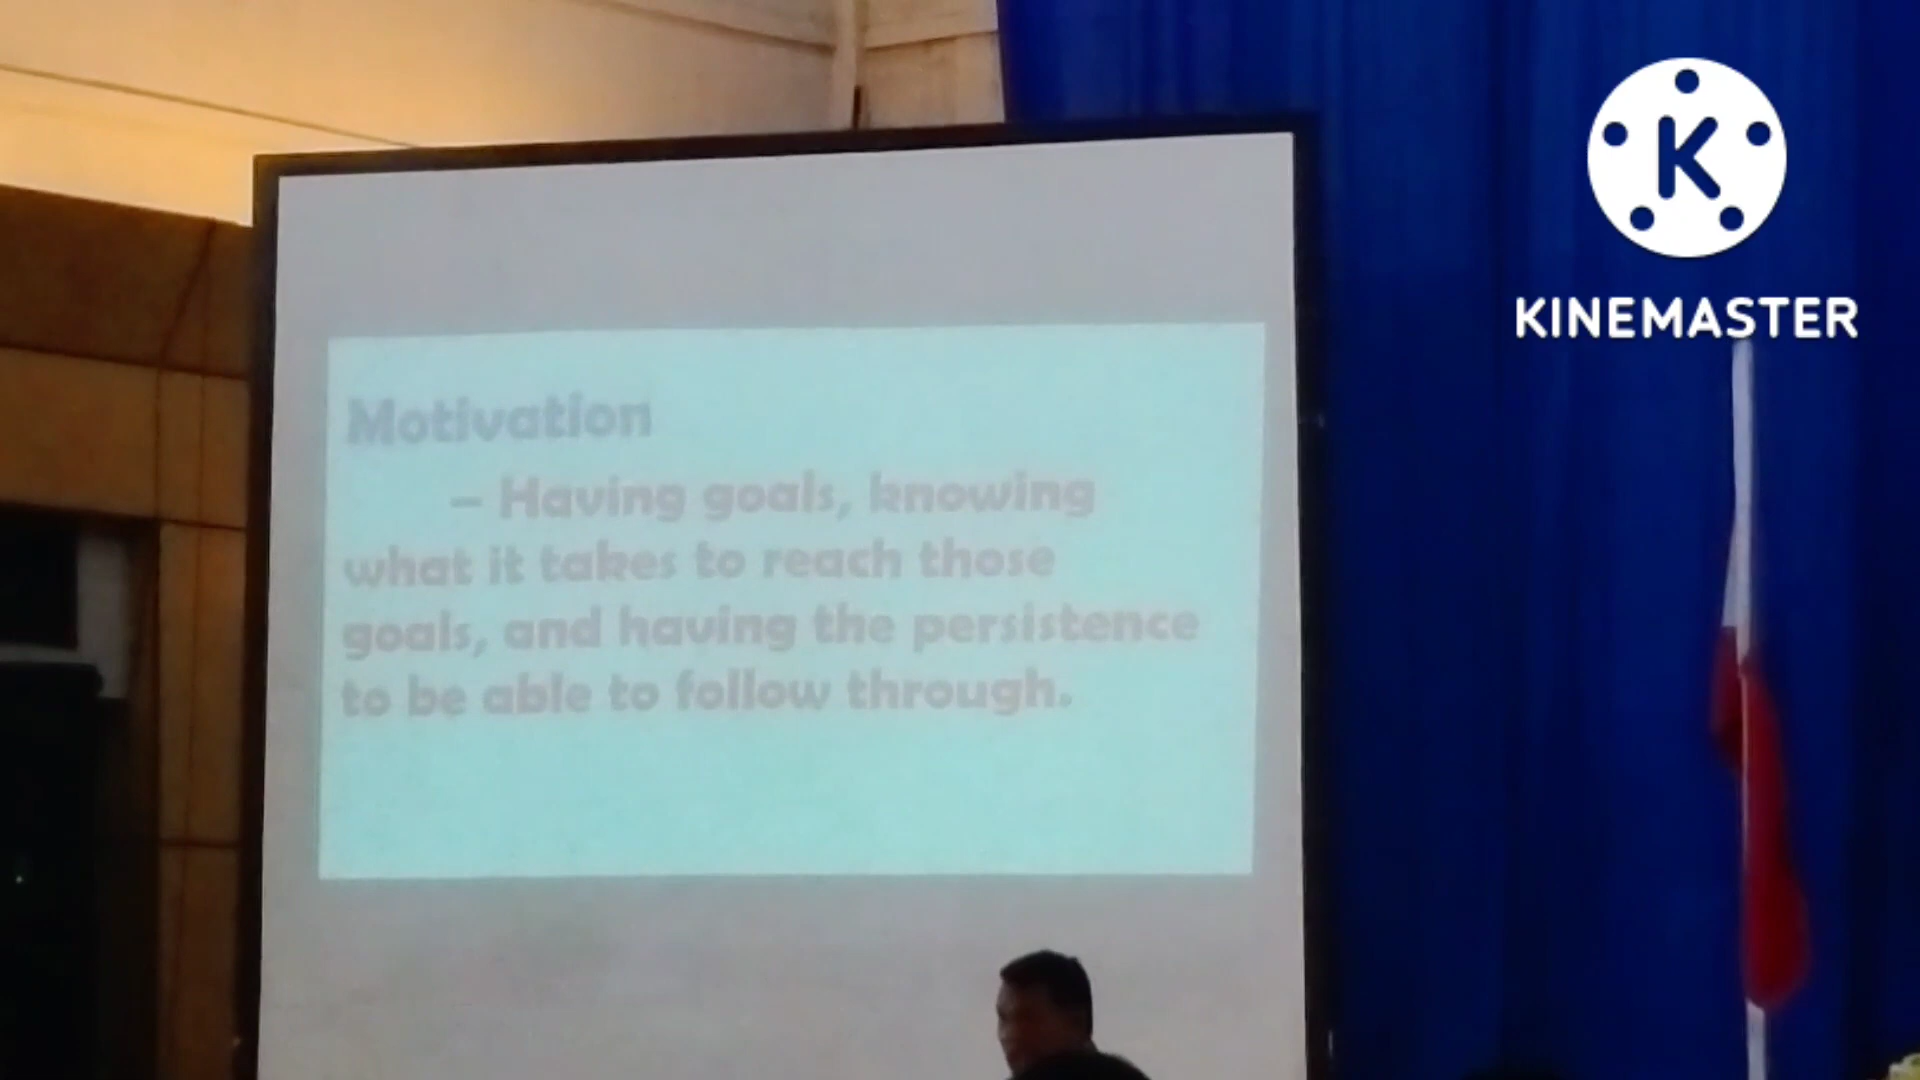 Motivation
– Having goals, knowing
what it takes to reach those
goals, and having the persistence
to be able to follow through.
K
KINEMASTER